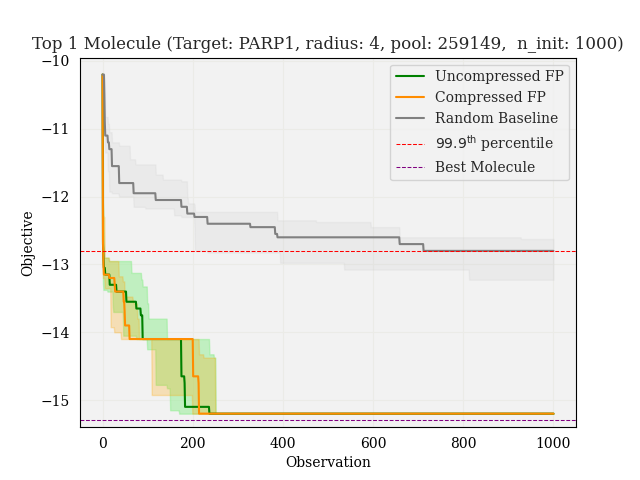 Top 1 Molecule (Target: PARP1, radius: 4, pool: 259149,  n_init: 1000)
Uncompressed FP
Compressed FP
Random Baseline
99.9th percentile
Best Molecule
Objective
−10
−11
−12
−13
−14
−15
0 200 400 600 800 1000
Observation